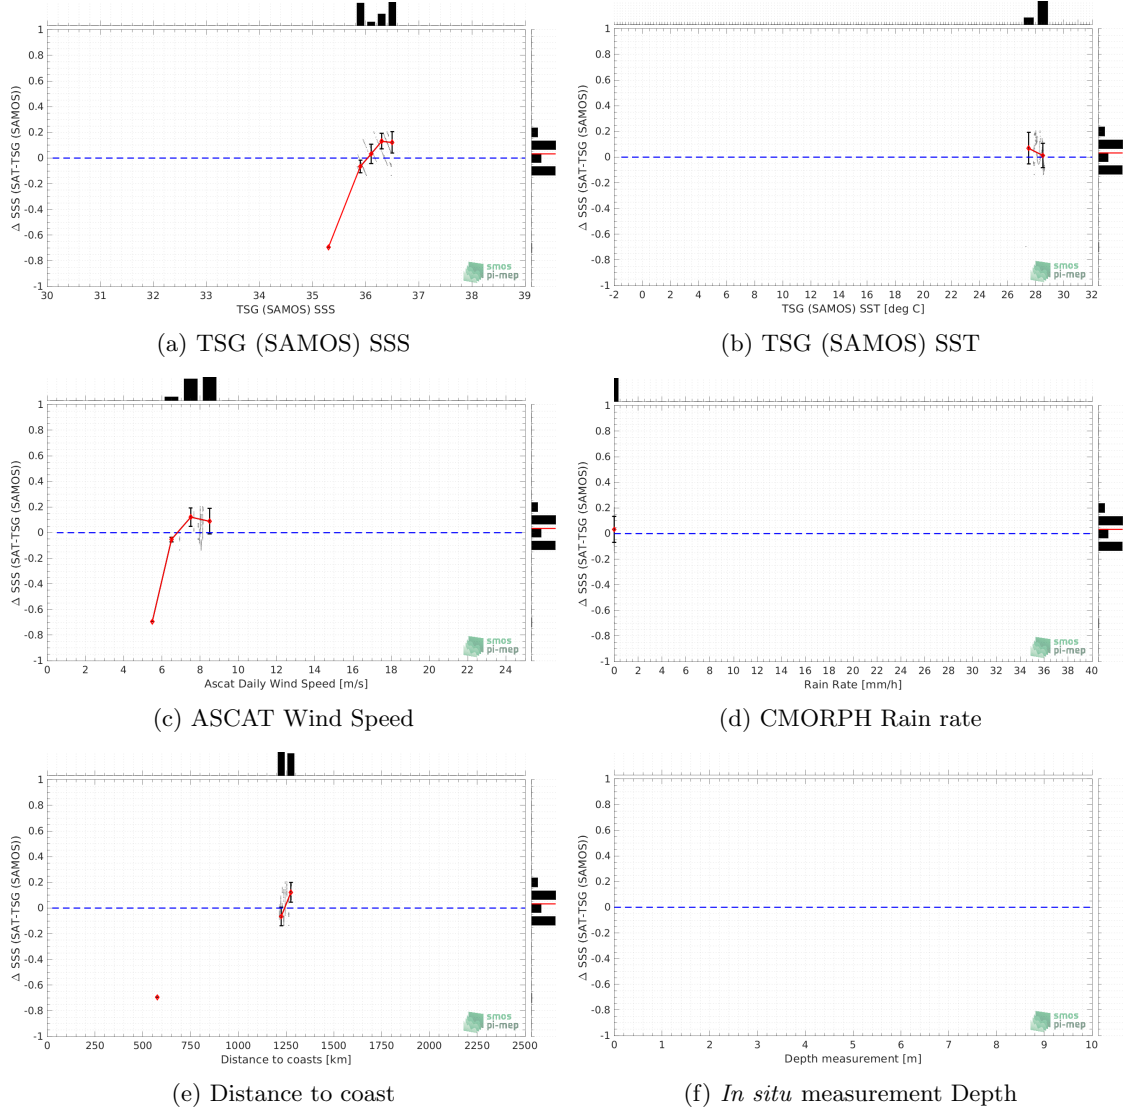 1
0.8
0.6
0.4
0.2
0
-0.2
-0.4
-0.6
-0.8
-1
Δ SSS (SAT-TSG (SAMOS))
30 31 32 33 34 35 36 37 38 39
TSG (SAMOS) SSS
smos
pi-mep
(a) TSG (SAMOS) SSS
1
0.8
0.6
0.4
0.2
0
-0.2
-0.4
-0.6
-0.8
-1
Δ SSS (SAT-TSG (SAMOS))
-2 0 2 4 6 8 10 12 14 16 18 20 22 24 26 28 30 32
TSG (SAMOS) SST [deg C]
smos
pi-mep
(b) TSG (SAMOS) SST
1
0.8
0.6
0.4
0.2
0
-0.2
-0.4
-0.6
-0.8
-1
Δ SSS (SAT-TSG (SAMOS))
0 2 4 6 8 10 12 14 16 18 20 22 24
Ascat Daily Wind Speed [m/s]
smos
pi-mep
(c) ASCAT Wind Speed
1
0.8
0.6
0.4
0.2
0
-0.2
-0.4
-0.6
-0.8
-1
Δ SSS (SAT-TSG (SAMOS))
0 2 4 6 8 10 12 14 16 18 20 22 24 26 28 30 32 34 36 38 40
Rain Rate [mm/h]
smos
pi-mep
(d) CMORPH Rain rate
1
0.8
0.6
0.4
0.2
0
-0.2
-0.4
-0.6
-0.8
-1
Δ SSS (SAT-TSG (SAMOS))
0 250 500 750 1000 1250 1500 1750 2000 2250 2500
Distance to coasts [km]
smos
pi-mep
(e) Distance to coast
1
0.8
0.6
0.4
0.2
0
-0.2
-0.4
-0.6
-0.8
-1
Δ SSS (SAT-TSG (SAMOS))
0 1 2 3 4 5 6 7 8 9 10
Depth measurement [m]
smos
pi-mep
(f) In situ measurement Depth